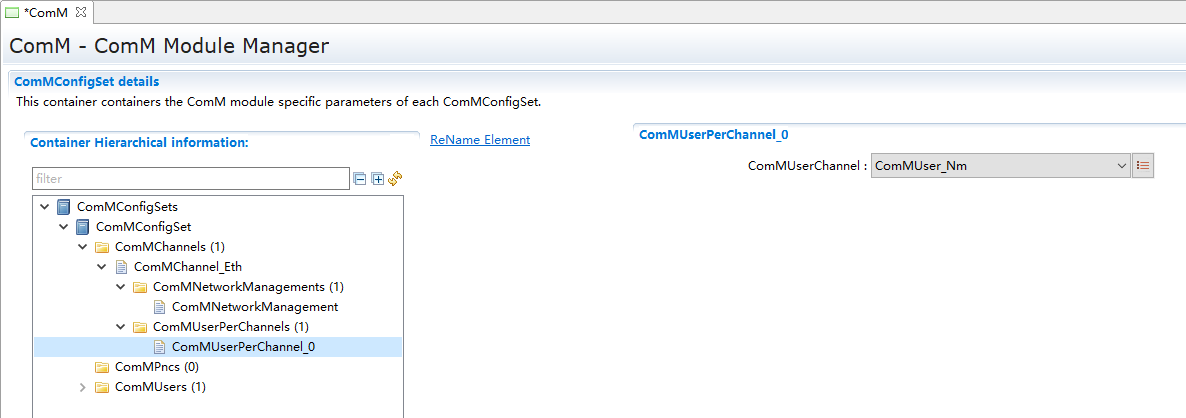 *ComM
ComM - ComM Module Manager
ComMConfigSet details
This container containers the ComM module specific parameters of each ComMConfigSet.
Container Hierarchical information:
ReName Element
filter
ComMConfigSets
ComMConfigSet
ComMChannels (1)
ComMChannel_Eth
ComMNetworkManagements (1)
ComMNetworkManagement
ComMUserPerChannels (1)
ComMUserPerChannel_0
ComMPncs (0)
ComMUsers (1)
ComMUserPerChannel_0
ComMUserChannel : ComMUser_Nm